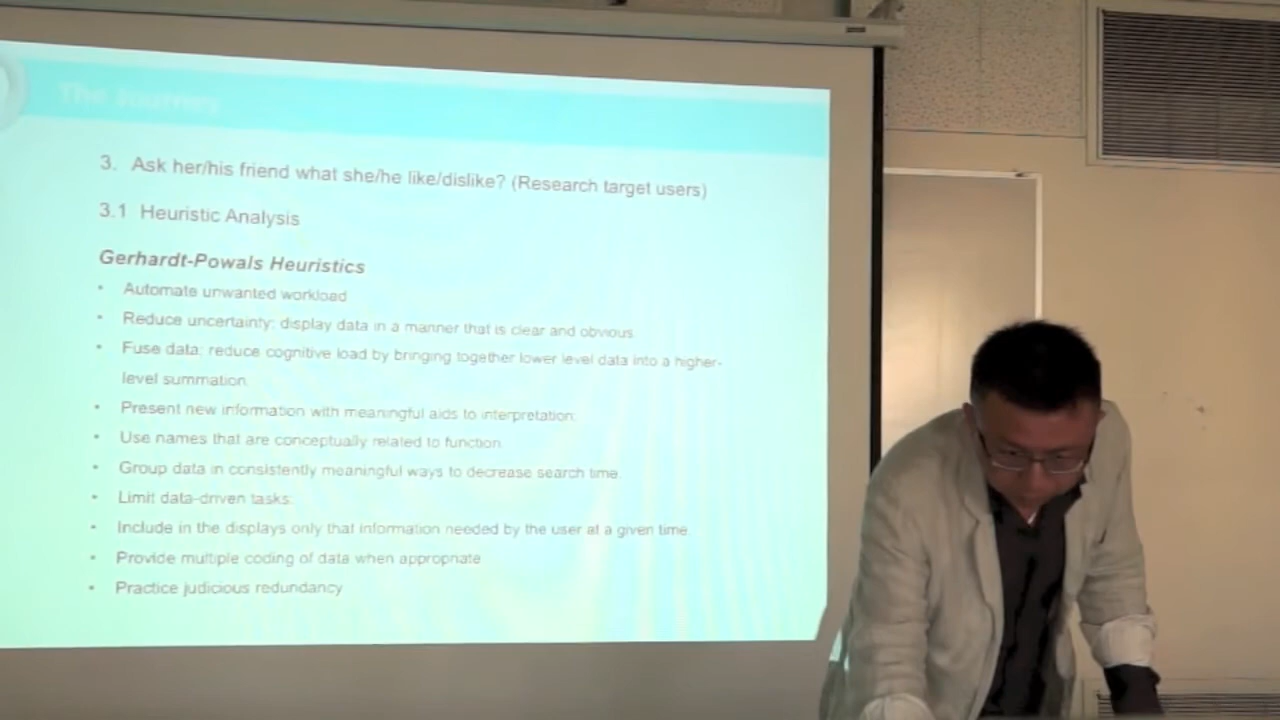 The Journey
3. Ask her/his friend what she/he like/dislike? (Research target users)
3.1 Heuristic Analysis
Gerhardt-Powals Heuristics
• Automate unwanted workload
• Reduce uncertainty: display data in a manner that is clear and obvious.
• Fuse data: reduce cognitive load by bringing together lower level data into a higher-
level summation.
• Present new information with meaningful aids to interpretation:
• Use names that are conceptually related to function.
• Group data in consistently meaningful ways to decrease search time.
• Limit data-driven tasks:
• Include in the displays only that information needed by the user at a given time.
• Provide multiple coding of data when appropriate
• Practice judicious redundancy